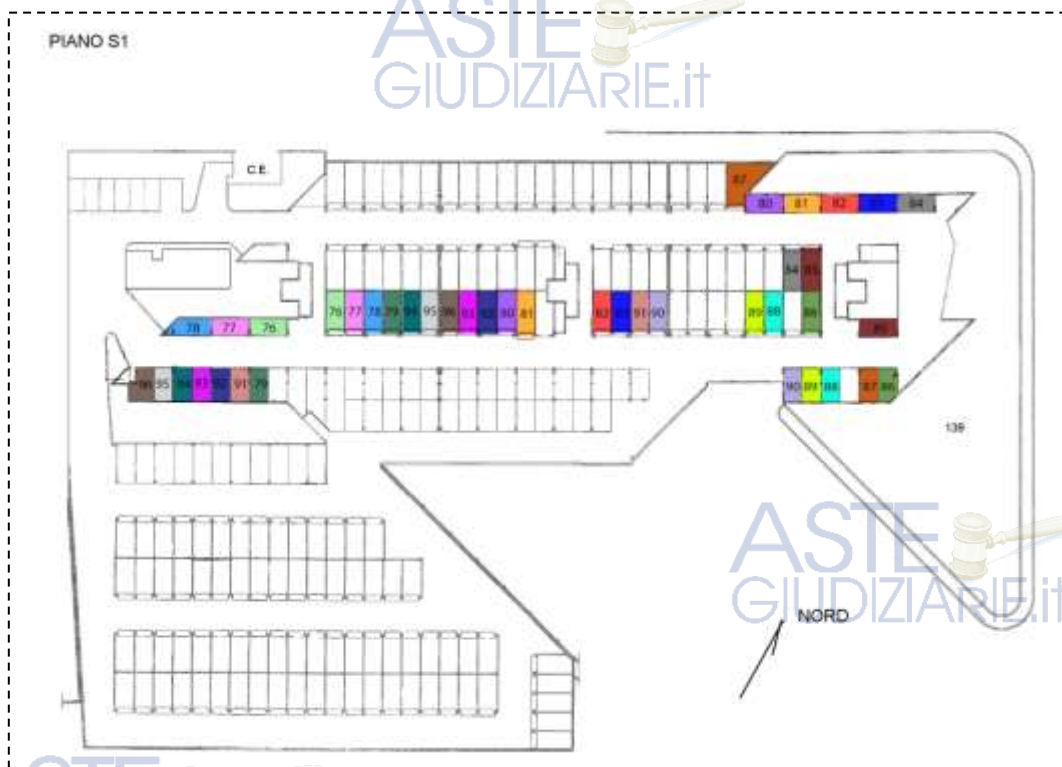 ASTE
GIUDIZIARIE.it
PIANO S1
C.E.
87
80 81 82 83 84
84 85
78 77 76
76 77 78 79 94 95 96 93 92 80 81
82 83 91 90
89 88 86
85
96 95 94 93 92 91 79
90 89 88 87 86
139
ASTE
GIUDIZIARIE.it
NORD